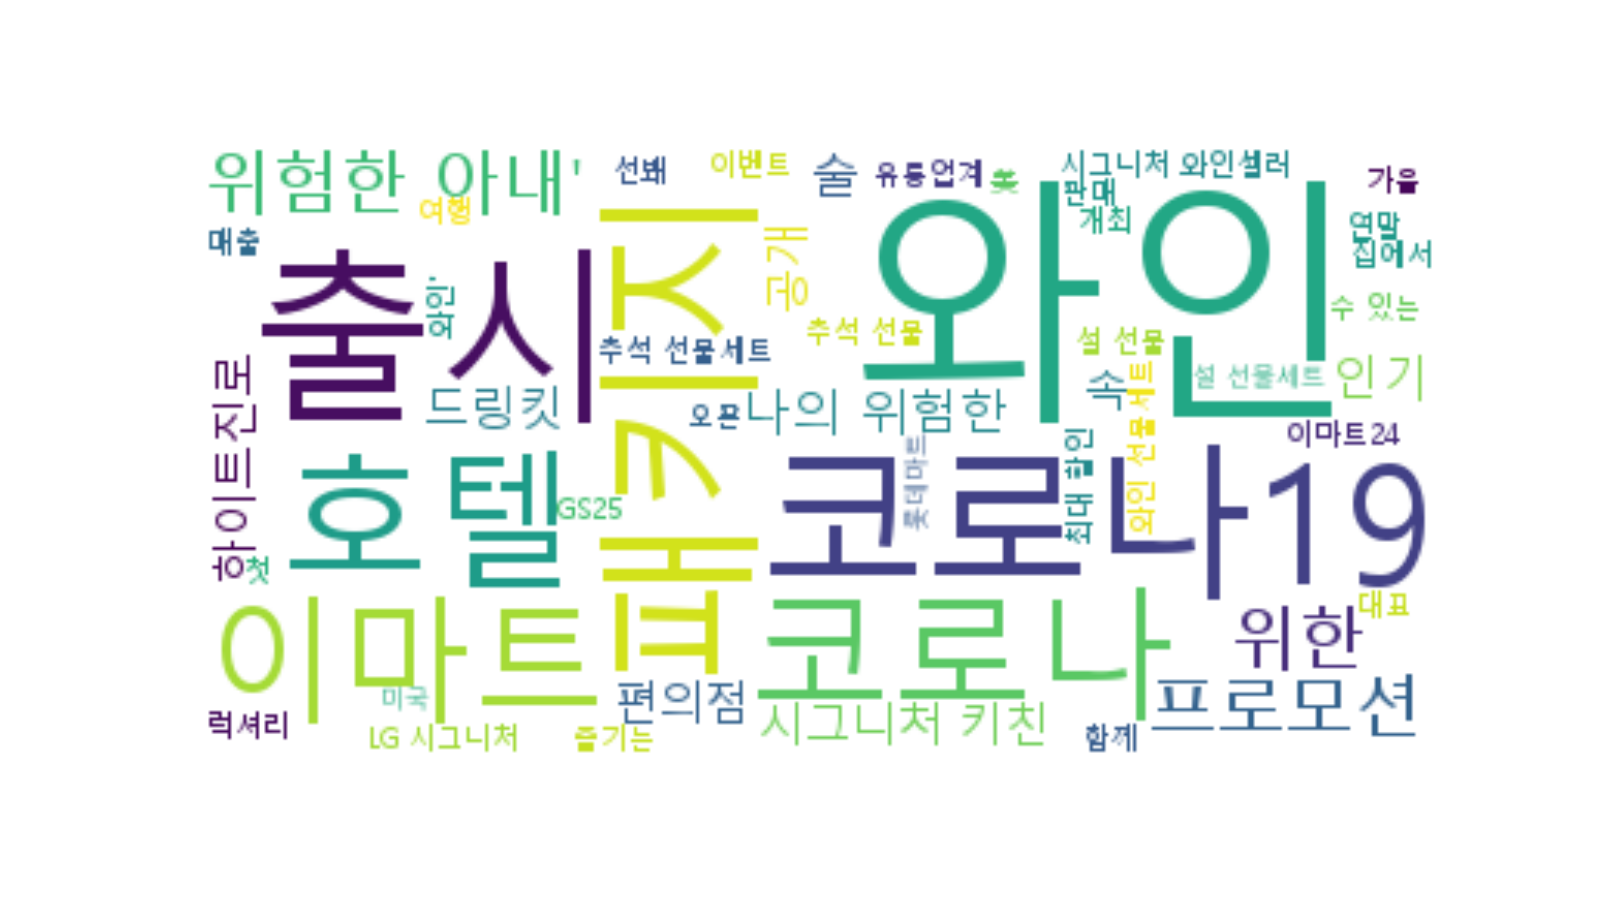 위험한 아내'
선봬
이벤트
술
유통업계
美
시그니처 와인셀러
가을
판매
여행
개최
연말
매출
공개
집에서
출시
패키지
와인
와인'
수 있는
추석 선물
설 선물
추석 선물세트
설 선물세트
인기
하이트진로
드링킷
오픈
나의 위험한
속
와인 선물세트
이마트24
최대 할인
롯데마트
호텔
GS25
코로나19
첫
이마트
코로나
위한
대표
미국
편의점
시그니처 키친
프로모션
럭셔리
LG 시그니처
즐기는
함께